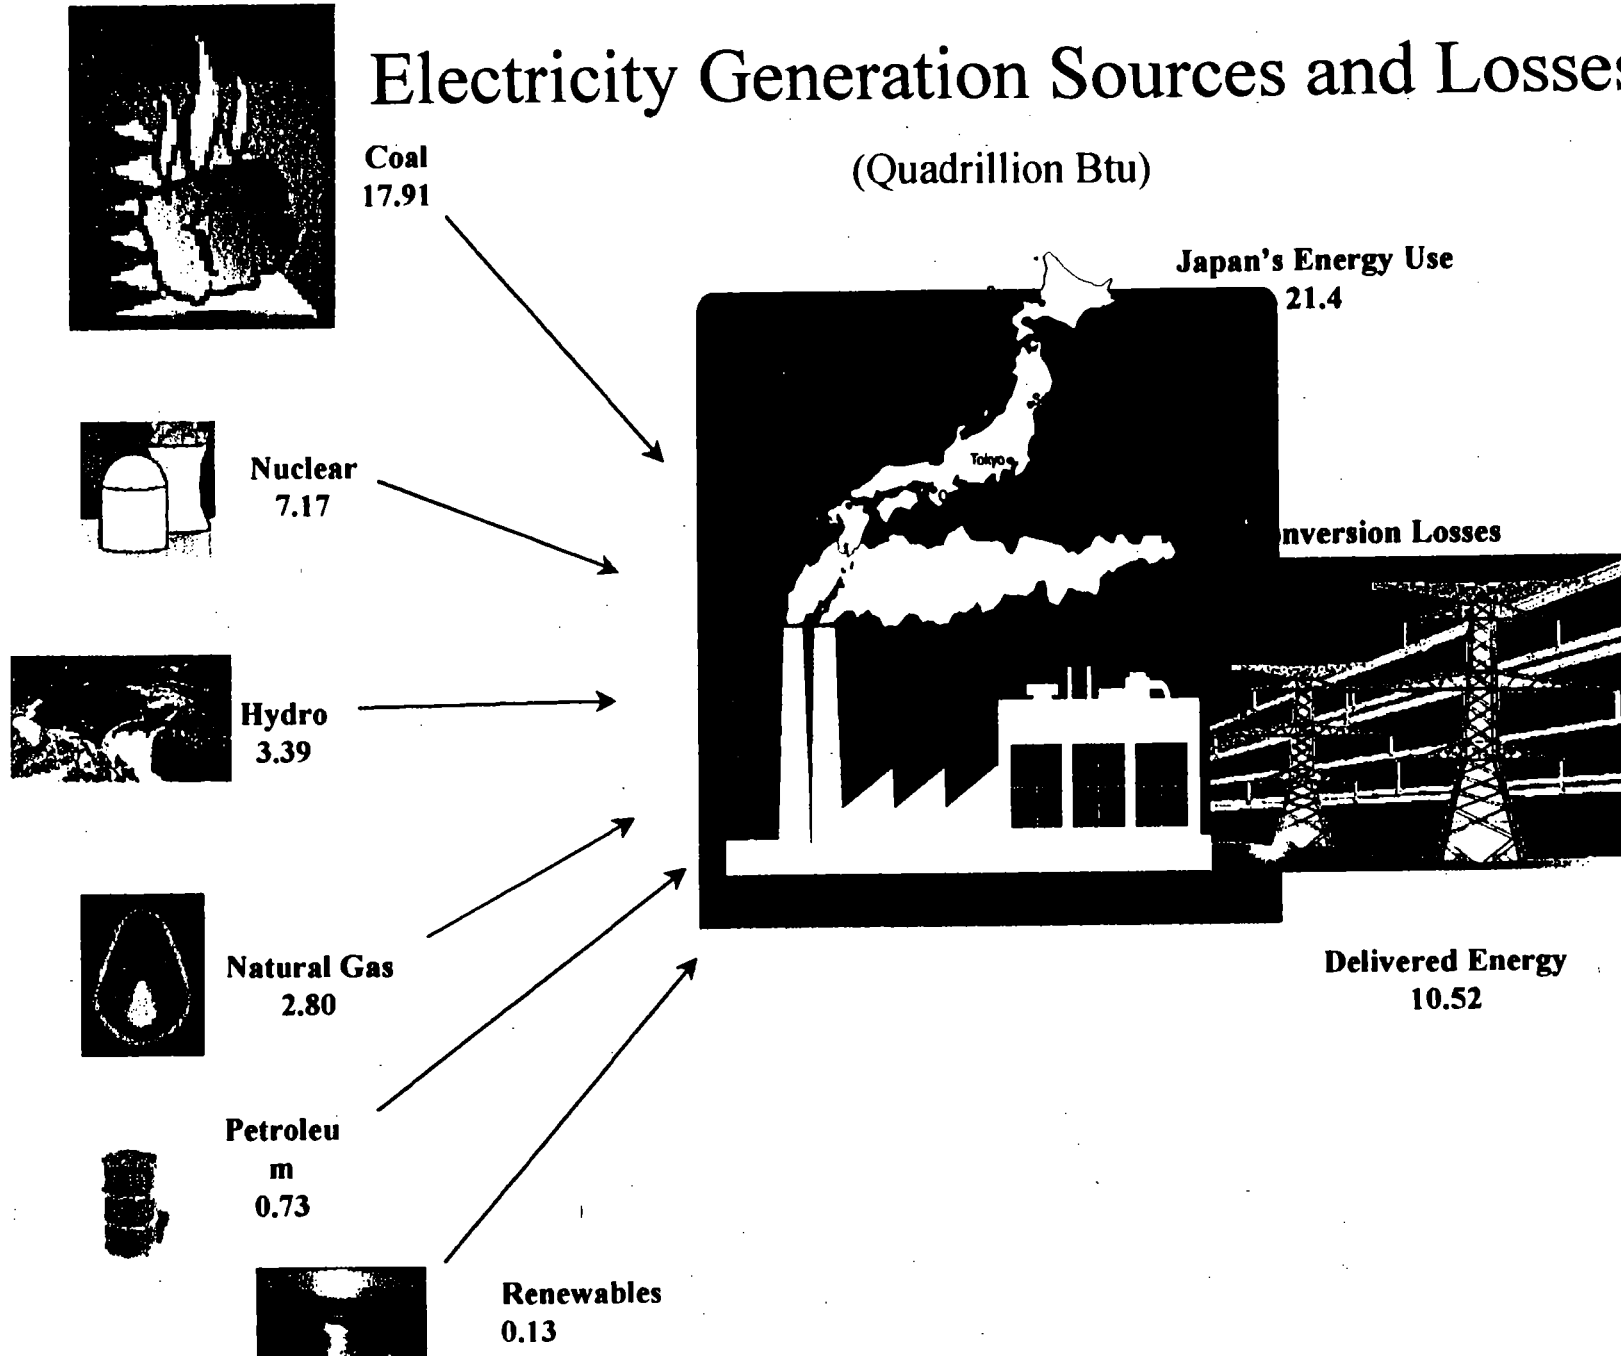 Electricity Generation Sources and Losses
(Quadrillion Btu)
Coal
17.91
Japan's Energy Use
21.4
Tokyo
Nuclear
7.17
nversion Losses
Hydro
3.39
Natural Gas
2.80
Delivered Energy
10.52
Petroleu
m
0.73
Renewables
0.13